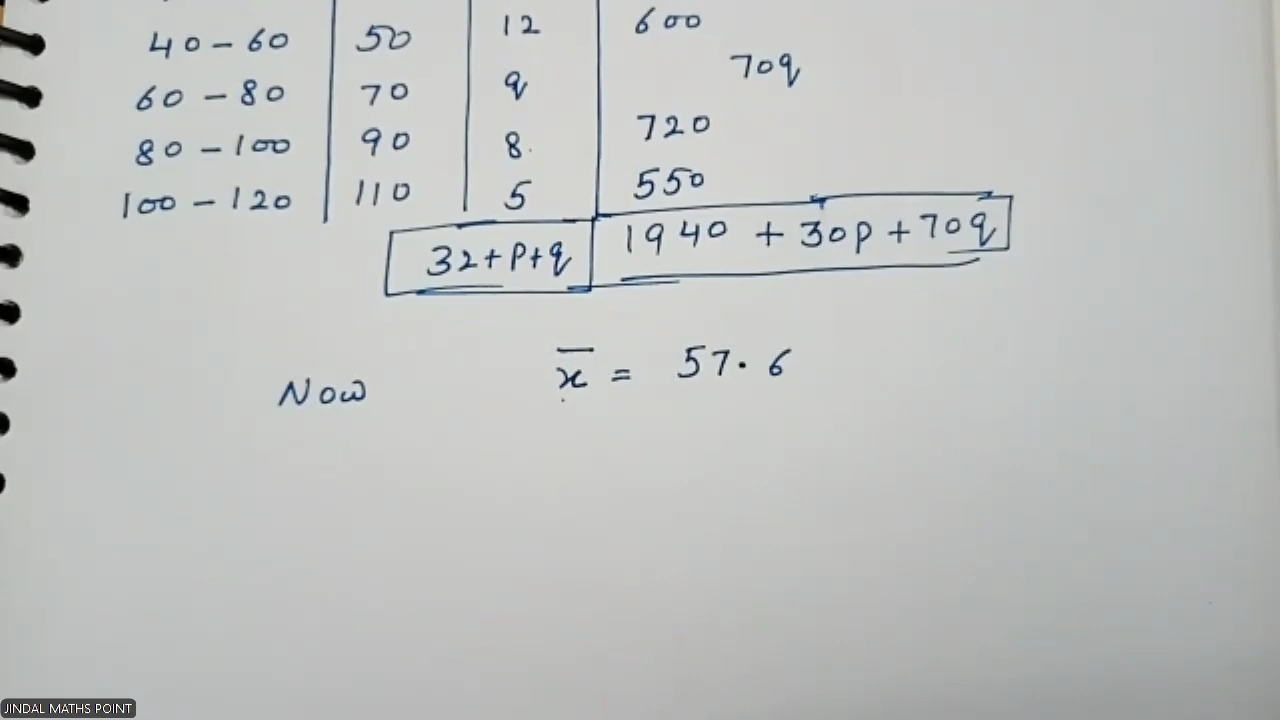 40-60 50 12 600
60-80 70 q 70q
80-100 90 8 720
100-120 110 5 550
32+p+q 1940 + 30p+70q
Now x̄ = 57.6
JINDAL MATHS POINT